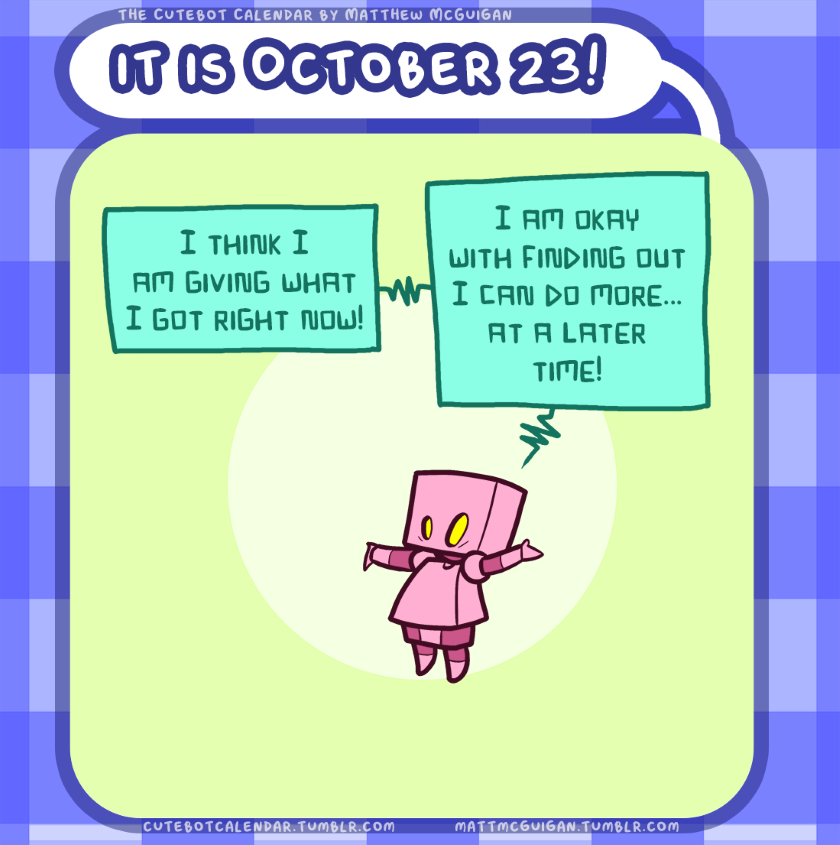 THE CUTEBOT CALENDAR BY MATTHEW MCGUIGAN
IT IS OCTOBER 23!
I THINK I
AM GIVING WHAT
I GOT RIGHT NOW!
I AM OKAY
WITH FINDING OUT
I CAN DO MORE...
AT A LATER
TIME!
CUTEBOTCALENDAR.TUMBLR.COM
MATTMCGUIGAN.TUMBLR.COM